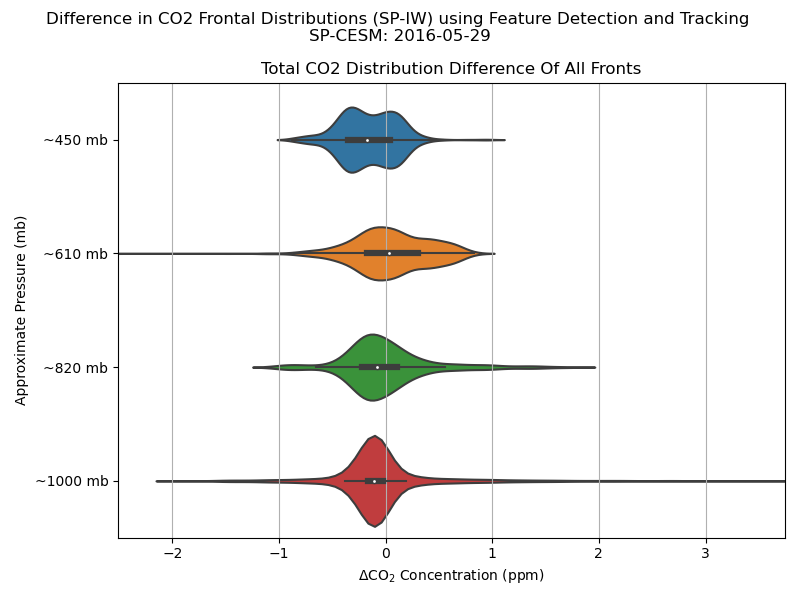 Difference in CO2 Frontal Distributions (SP-IW) using Feature Detection and Tracking
SP-CESM: 2016-05-29
Total CO2 Distribution Difference Of All Fronts
Approximate Pressure (mb)
~450 mb
~610 mb
~820 mb
~1000 mb
−2
−1
0
1
2
3
ΔCO₂ Concentration (ppm)